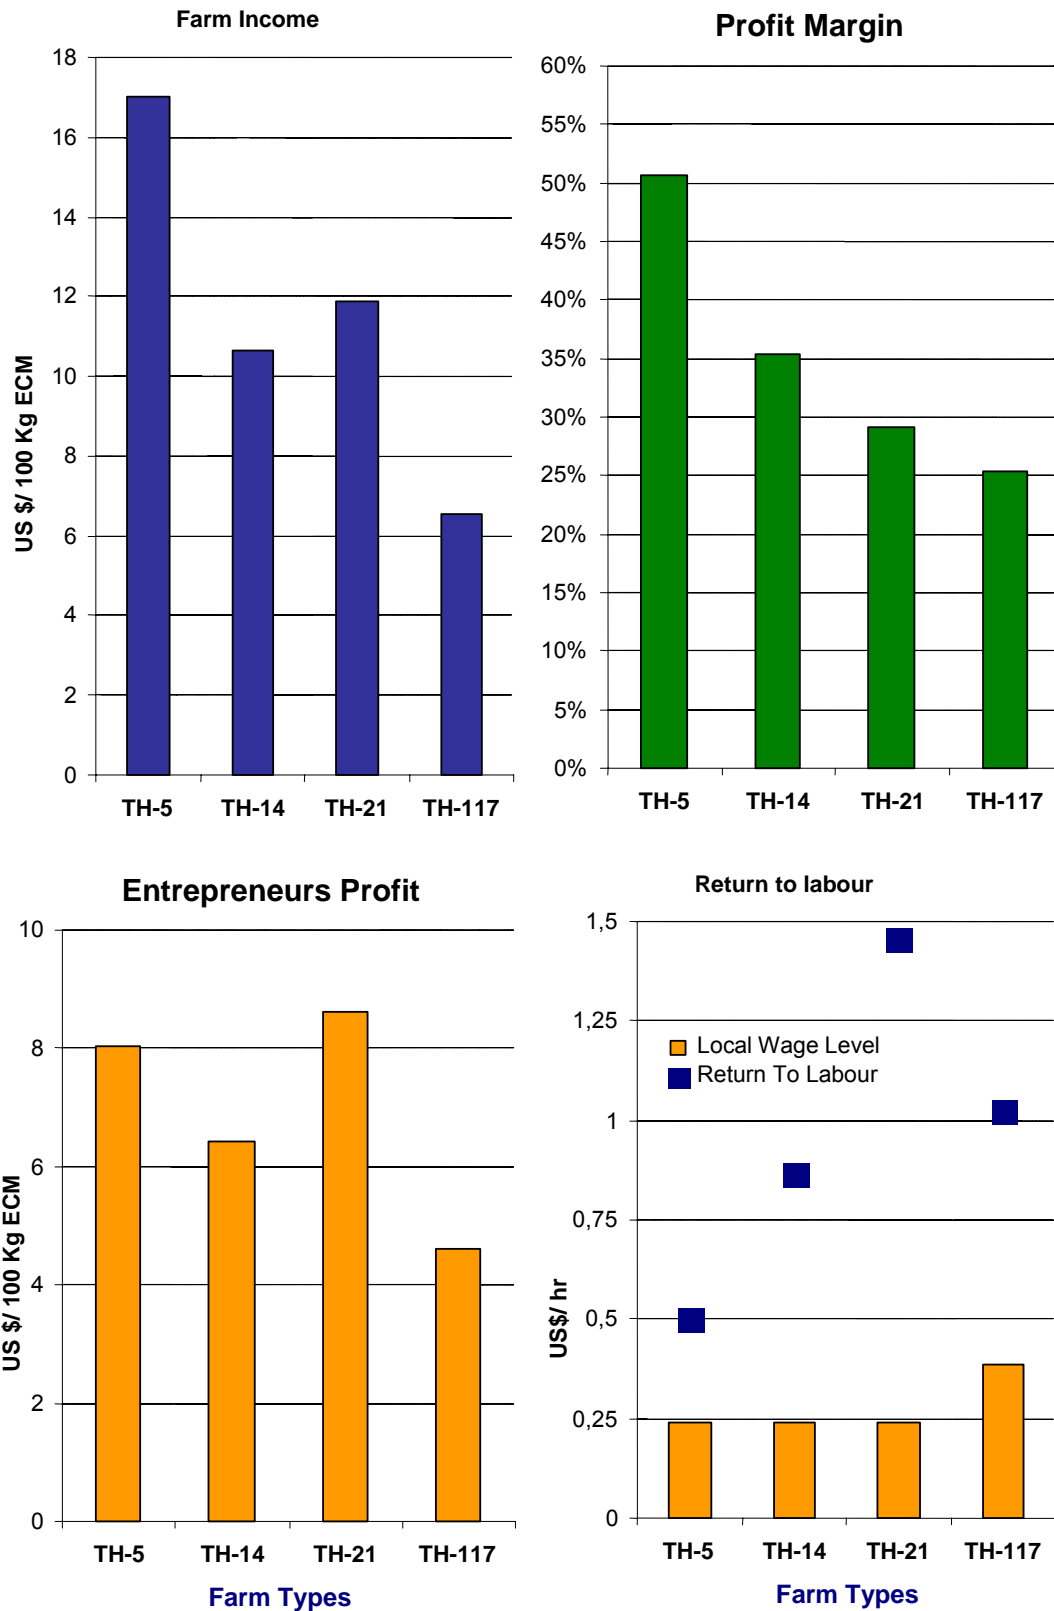 Farm Income
18
16
14
12
10
8
6
4
2
0
US $/ 100 Kg ECM
TH-5 TH-14 TH-21 TH-117
Profit Margin
60%
55%
50%
45%
40%
35%
30%
25%
20%
15%
10%
5%
0%
TH-5 TH-14 TH-21 TH-117
Entrepreneurs Profit
10
8
6
4
2
0
US $/ 100 Kg ECM
TH-5 TH-14 TH-21 TH-117
Farm Types
Return to labour
1,5
1,25
1
0,75
0,5
0,25
0
US$/ hr
Local Wage Level
Return To Labour
TH-5 TH-14 TH-21 TH-117
Farm Types